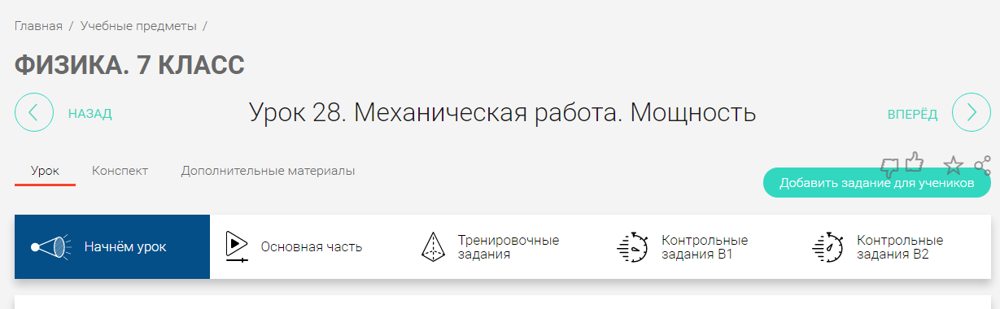 Главная / Учебные предметы /
ФИЗИКА. 7 КЛАСС
НАЗАД
Урок 28. Механическая работа. Мощность
ВПЕРЁД
Урок
Конспект
Дополнительные материалы
Добавить задание для учеников
Начнём урок
Основная часть
Тренировочные
задания
Контрольные
задания В1
Контрольные
задания В2